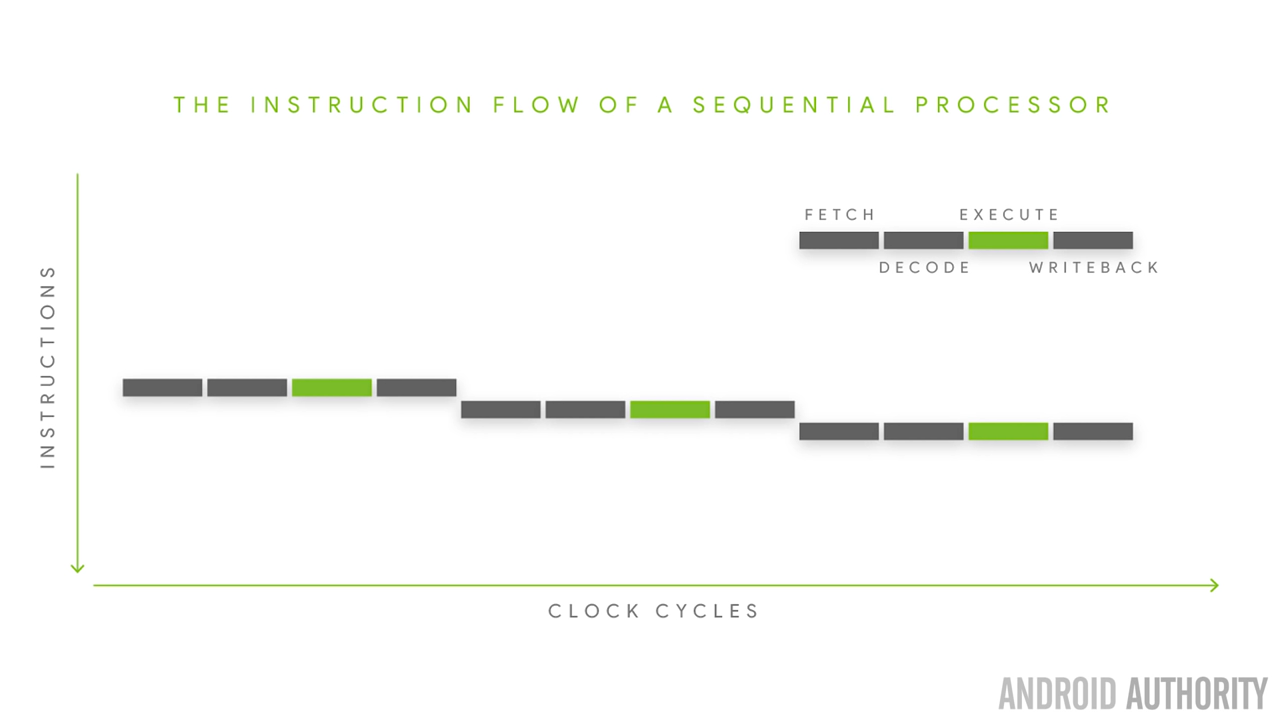 THE INSTRUCTION FLOW OF A SEQUENTIAL PROCESSOR
FETCH
EXECUTE
DECODE
WRITEBACK
INSTRUCTIONS
CLOCK CYCLES
ANDROID AUTHORITY